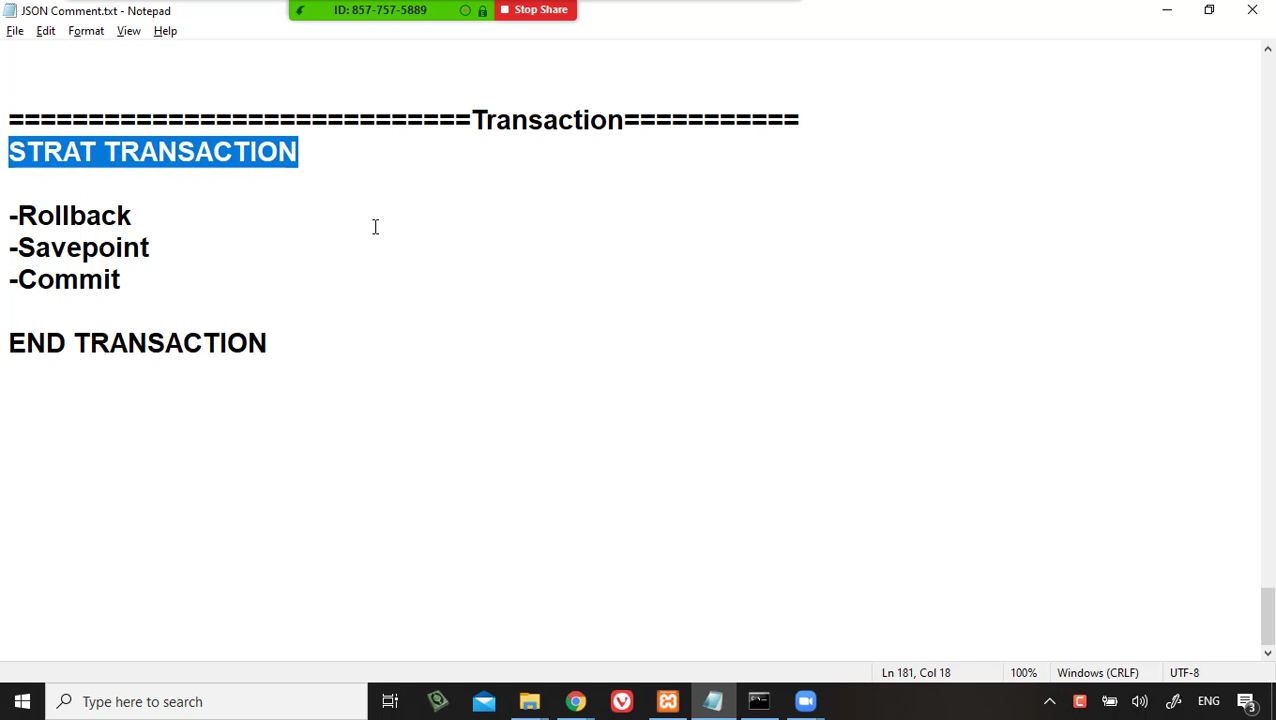 JSON Comment.txt - Notepad
ID: 857-757-5889
Stop Share
File Edit Format View Help
=============================Transaction===========
STRAT TRANSACTION
-Rollback
-Savepoint
-Commit
END TRANSACTION
Ln 181, Col 18 100% Windows (CRLF) UTF-8
Type here to search
ENG
3